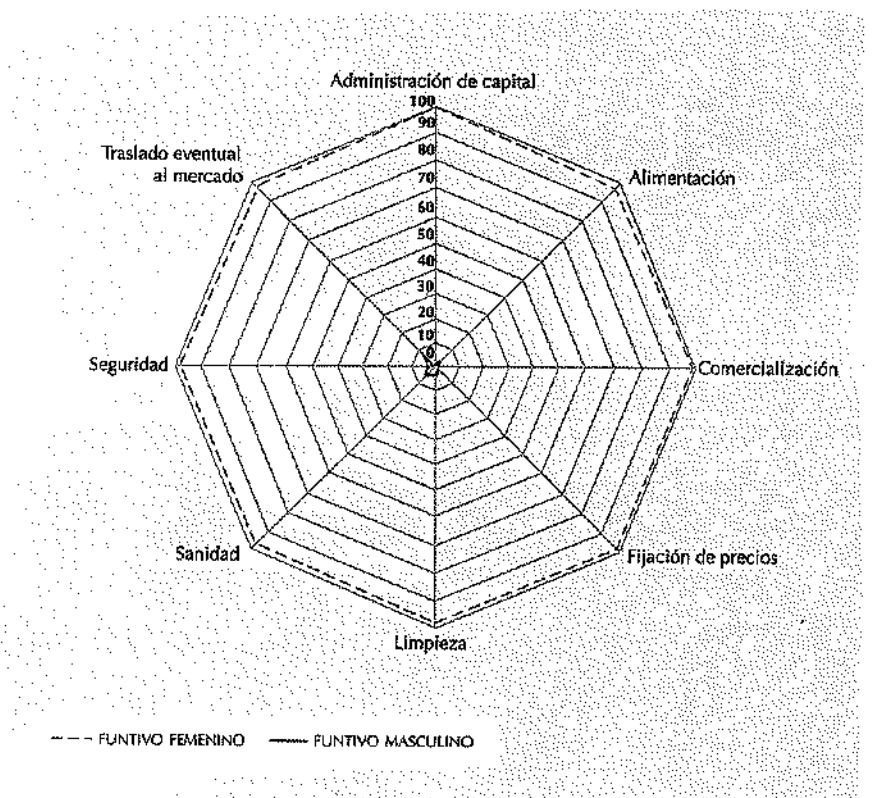 Administración de capital
100
90
80
70
60
50
40
30
20
10
0
Traslado eventual
al mercado
Alimentación
Seguridad
Comercialización
Sanidad
Fijación de precios
Limpieza
FUNTIVO FEMENINO
FUNTIVO MASCULINO